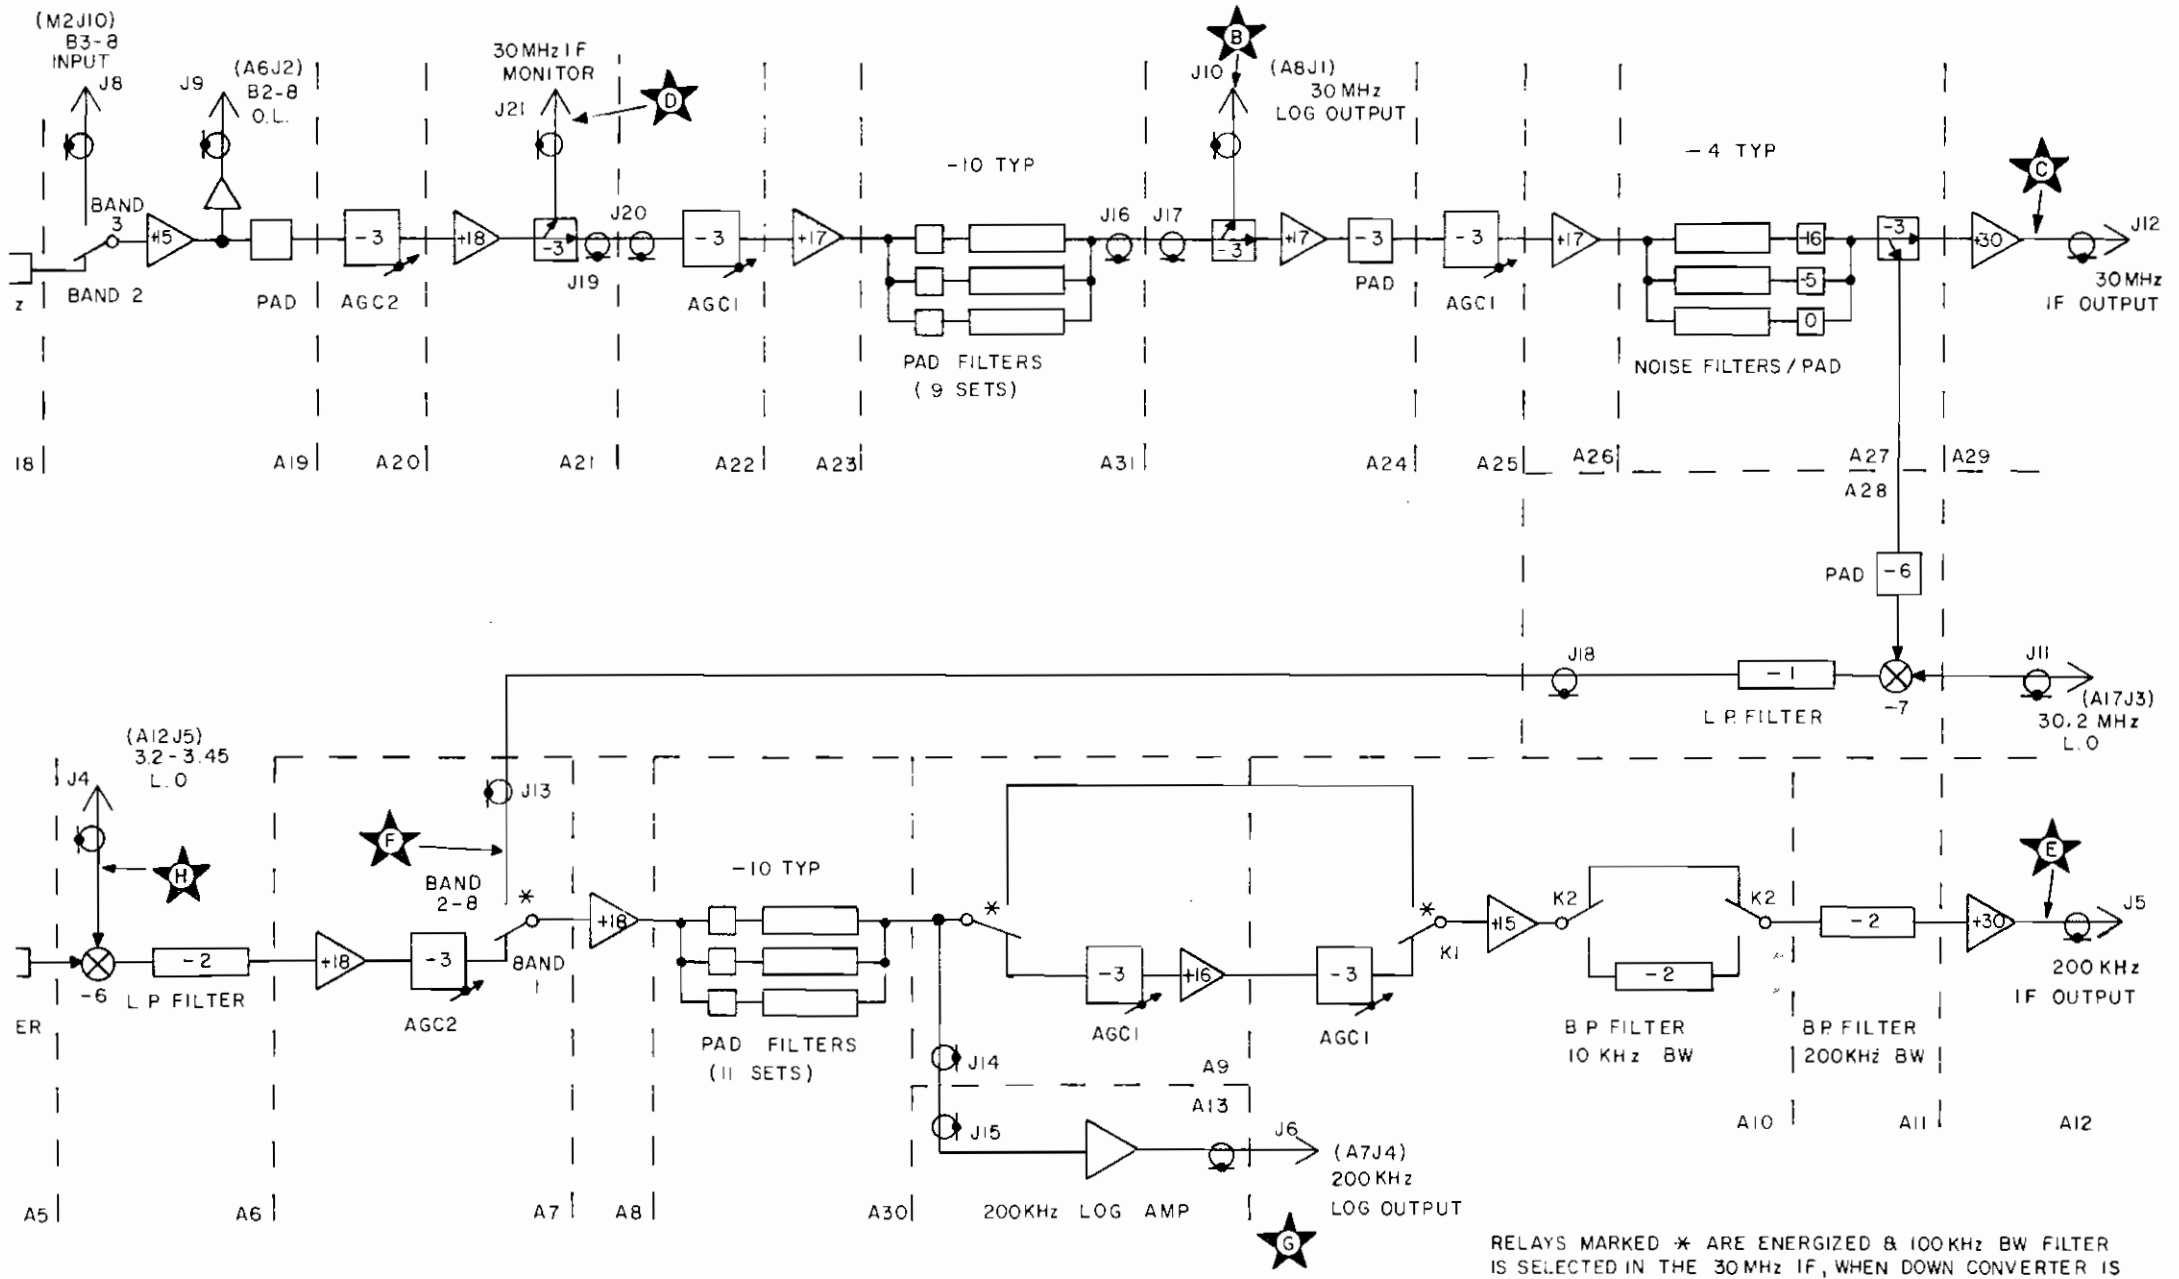 (M2J10)
B3-8
INPUT
J8
J9
(A6J2)
B2-8
O.L.
30MHz IF
MONITOR
J21
D
B
J10
(A8J1)
30 MHz
LOG OUTPUT
-10 TYP
-4 TYP
C
BAND
3
+15
-3
+18
-3
J20
-3
+17
J16
J17
-3
+17
-3
-3
+17
-16
-5
0
-3
+30
J12
z
BAND 2
PAD
AGC2
J19
AGC1
PAD
AGC1
30MHz
IF OUTPUT
PAD FILTERS
(9 SETS)
NOISE FILTERS/PAD
18
A19
A20
A21
A22
A23
A31
A24
A25
A26
A27
A29
A28
PAD
-6
J18
-1
L.P. FILTER
-7
J11
(A17J3)
30.2 MHz
L.O
(A12J5)
3.2-3.45
L.O
J4
J13
F
H
BAND
2-8
*
-10 TYP
E
-6
-2
L P FILTER
+18
-3
BAND
1
AGC2
+18
*
-3
+16
-3
*
K1
+15
K2
K2
-2
-2
+30
J5
200 KHz
IF OUTPUT
ER
PAD FILTERS
(11 SETS)
AGC1
AGC1
B P FILTER
10 KHz BW
B.P. FILTER
200KHz BW
J14
A9
A13
J15
J6
(A7J4)
200 KHz
LOG OUTPUT
A10
A11
A12
A5
A6
A7
A8
A30
200KHz LOG AMP
G
RELAYS MARKED * ARE ENERGIZED & 100KHz BW FILTER
IS SELECTED IN THE 30 MHz IF, WHEN DOWN CONVERTER IS